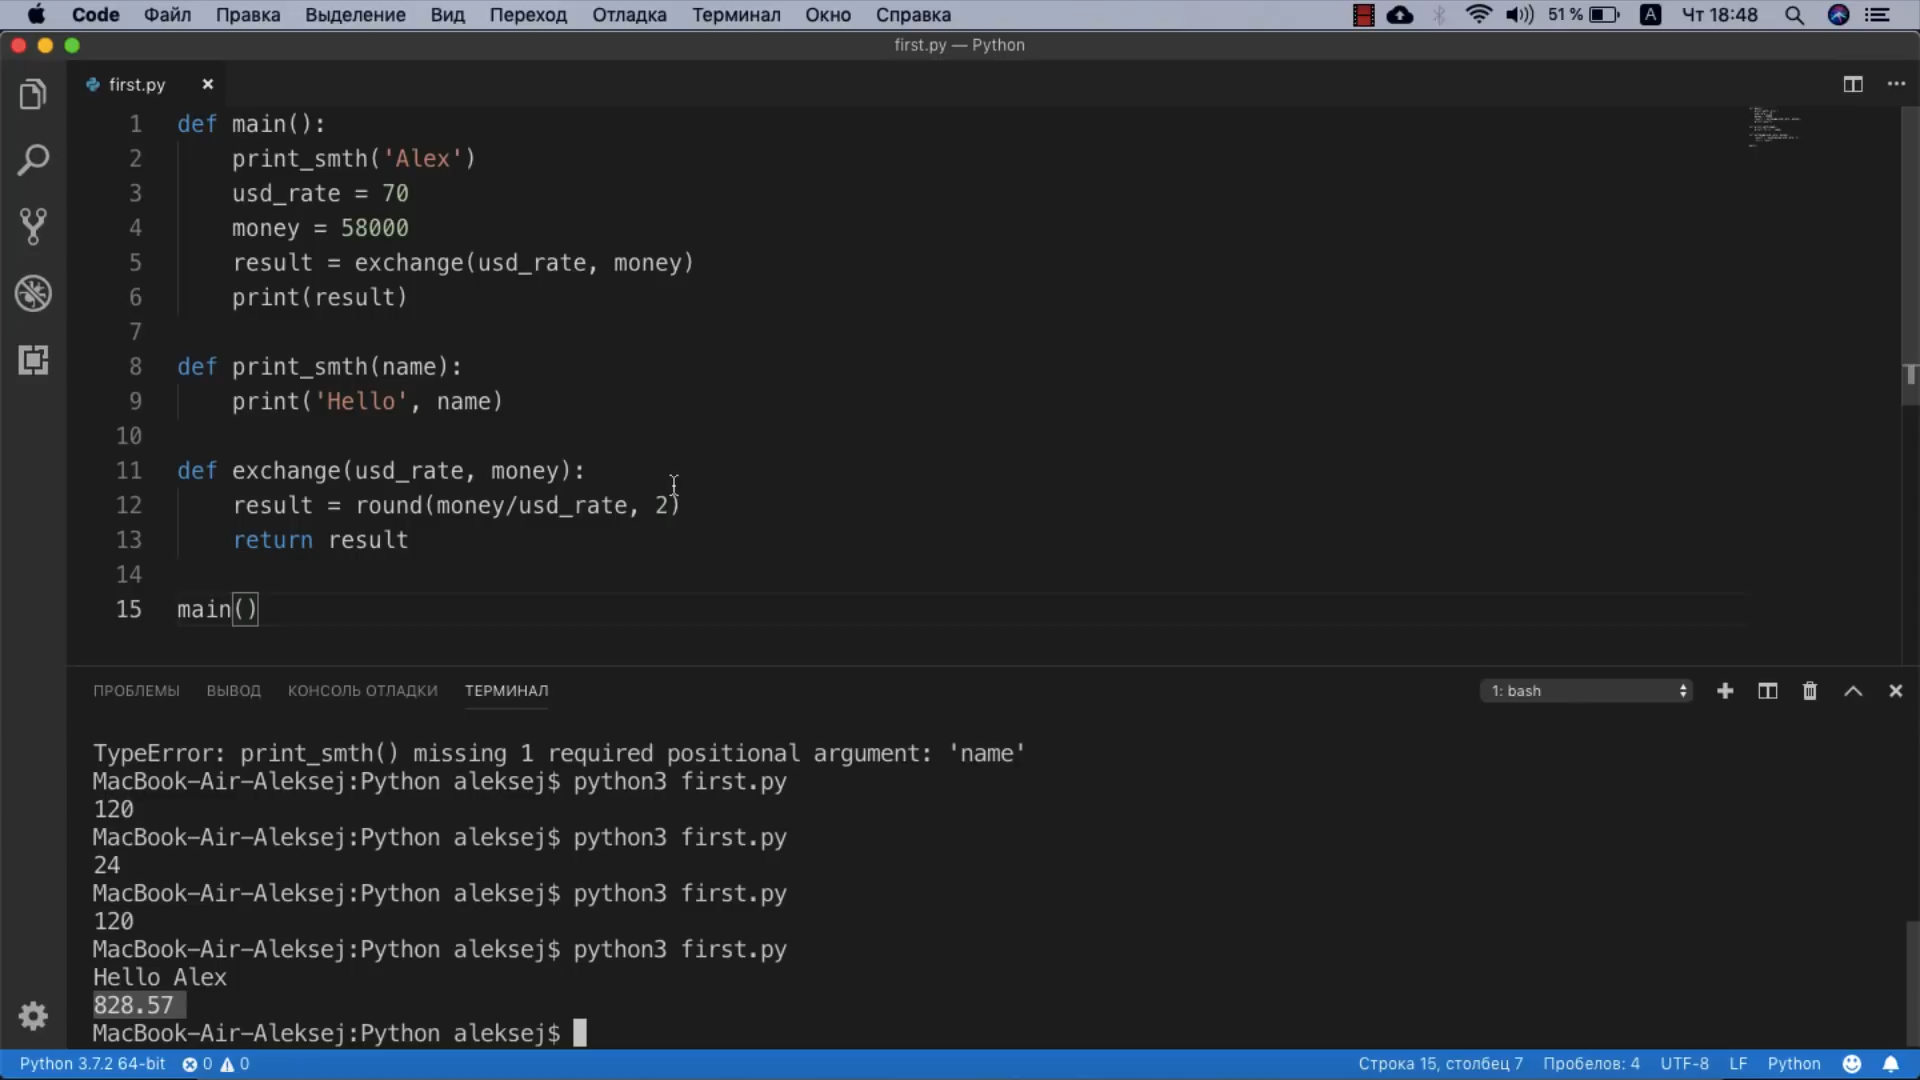 Code Файл Правка Выделение Вид Переход Отладка Терминал Окно Справка 51 % A Чт 18:48
first.py — Python
first.py
1 def main():
2 print_smth('Alex')
3 usd_rate = 70
4 money = 58000
5 result = exchange(usd_rate, money)
6 print(result)
7
8 def print_smth(name):
9 print('Hello', name)
10
11 def exchange(usd_rate, money):
12 result = round(money/usd_rate, 2)
13 return result
14
15 main()
ПРОБЛЕМЫ ВЫВОД КОНСОЛЬ ОТЛАДКИ ТЕРМИНАЛ 1: bash
TypeError: print_smth() missing 1 required positional argument: 'name'
MacBook-Air-Aleksej:Python aleksej$ python3 first.py
120
MacBook-Air-Aleksej:Python aleksej$ python3 first.py
24
MacBook-Air-Aleksej:Python aleksej$ python3 first.py
120
MacBook-Air-Aleksej:Python aleksej$ python3 first.py
Hello Alex
828.57
MacBook-Air-Aleksej:Python aleksej$
Python 3.7.2 64-bit 0 0 Строка 15, столбец 7 Пробелов: 4 UTF-8 LF Python